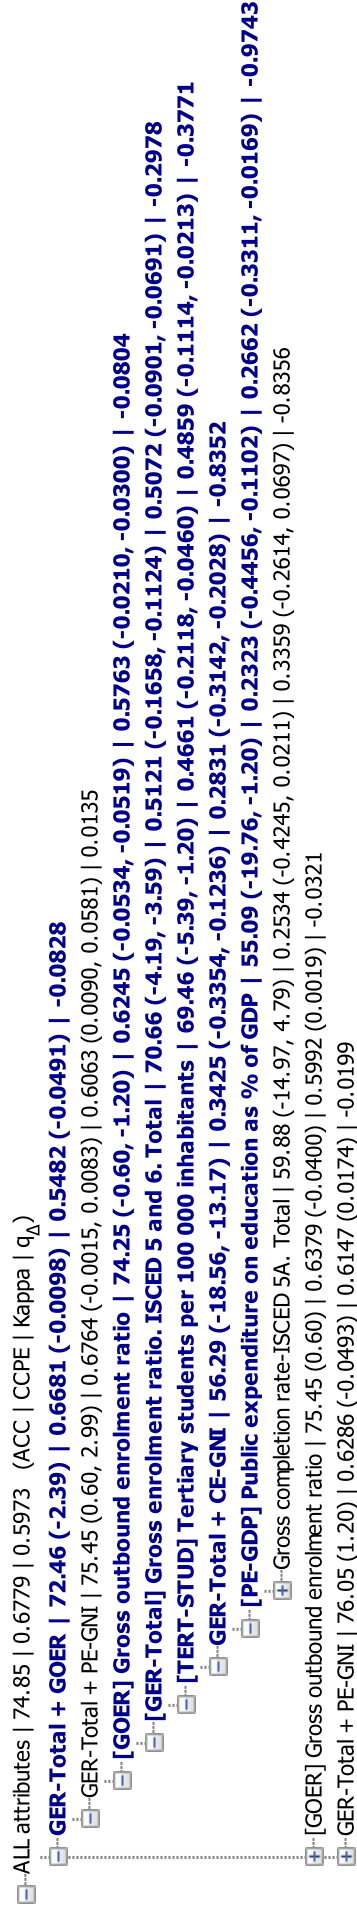 ALL attributes | 74.85 | 0.6779 | 0.5973 (ACC | CCPE | Kappa | qΔ)
GER-Total + GOER | 72.46 (-2.39) | 0.6681 (-0.0098) | 0.5482 (-0.0491) | -0.0828
GER-Total + PE-GNI | 75.45 (0.60, 2.99) | 0.6764 (-0.0015, 0.0083) | 0.6063 (0.0090, 0.0581) | 0.0135
[GOER] Gross outbound enrolment ratio | 74.25 (-0.60, -1.20) | 0.6245 (-0.0534, -0.0519) | 0.5763 (-0.0210, -0.0300) | -0.0804
[GER-Total] Gross enrolment ratio. ISCED 5 and 6. Total | 70.66 (-4.19, -3.59) | 0.5121 (-0.1658, -0.1124) | 0.5072 (-0.0901, -0.0691) | -0.2978
[TERT-STUD] Tertiary students per 100 000 inhabitants | 69.46 (-5.39, -1.20) | 0.4661 (-0.2118, -0.0460) | 0.4859 (-0.1114, -0.0213) | -0.3771
GER-Total + CE-GNI | 56.29 (-18.56, -13.17) | 0.3425 (-0.3354, -0.1236) | 0.2831 (-0.3142, -0.2028) | -0.8352
[PE-GDP] Public expenditure on education as % of GDP | 55.09 (-19.76, -1.20) | 0.2323 (-0.4456, -0.1102) | 0.2662 (-0.3311, -0.0169) | -0.9743
Gross completion rate-ISCED 5A. Total | 59.88 (-14.97, 4.79) | 0.2534 (-0.4245, 0.0211) | 0.3359 (-0.2614, 0.0697) | -0.8356
[GOER] Gross outbound enrolment ratio | 75.45 (0.60) | 0.6379 (-0.0400) | 0.5992 (0.0019) | -0.0321
GER-Total + PE-GNI | 76.05 (1.20) | 0.6286 (-0.0493) | 0.6147 (0.0174) | -0.0199